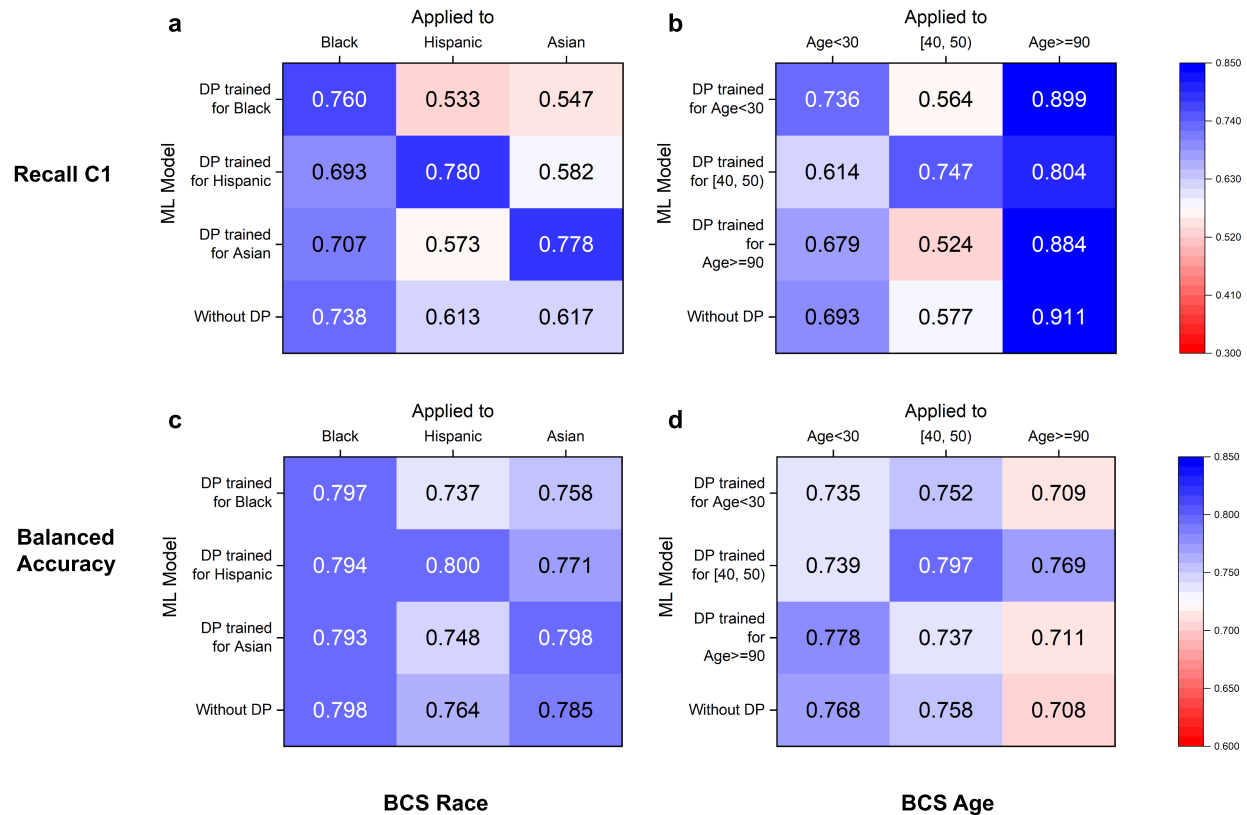 a
Applied to
Black Hispanic Asian
Recall C1
ML Model
DP trained
for Black
0.760 0.533 0.547
DP trained
for Hispanic
0.693 0.780 0.582
DP trained
for Asian
0.707 0.573 0.778
Without DP
0.738 0.613 0.617
b
Applied to
Age<30 [40, 50) Age>=90
ML Model
DP trained
for Age<30
0.736 0.564 0.899
DP trained
for [40, 50)
0.614 0.747 0.804
DP trained
for
Age>=90
0.679 0.524 0.884
Without DP
0.693 0.577 0.911
0.850
0.740
0.630
0.520
0.410
0.300
c
Applied to
Black Hispanic Asian
Balanced
Accuracy
ML Model
DP trained
for Black
0.797 0.737 0.758
DP trained
for Hispanic
0.794 0.800 0.771
DP trained
for Asian
0.793 0.748 0.798
Without DP
0.798 0.764 0.785
d
Applied to
Age<30 [40, 50) Age>=90
ML Model
DP trained
for Age<30
0.735 0.752 0.709
DP trained
for [40, 50)
0.739 0.797 0.769
DP trained
for
Age>=90
0.778 0.737 0.711
Without DP
0.768 0.758 0.708
0.850
0.800
0.750
0.700
0.650
0.600
BCS Race
BCS Age